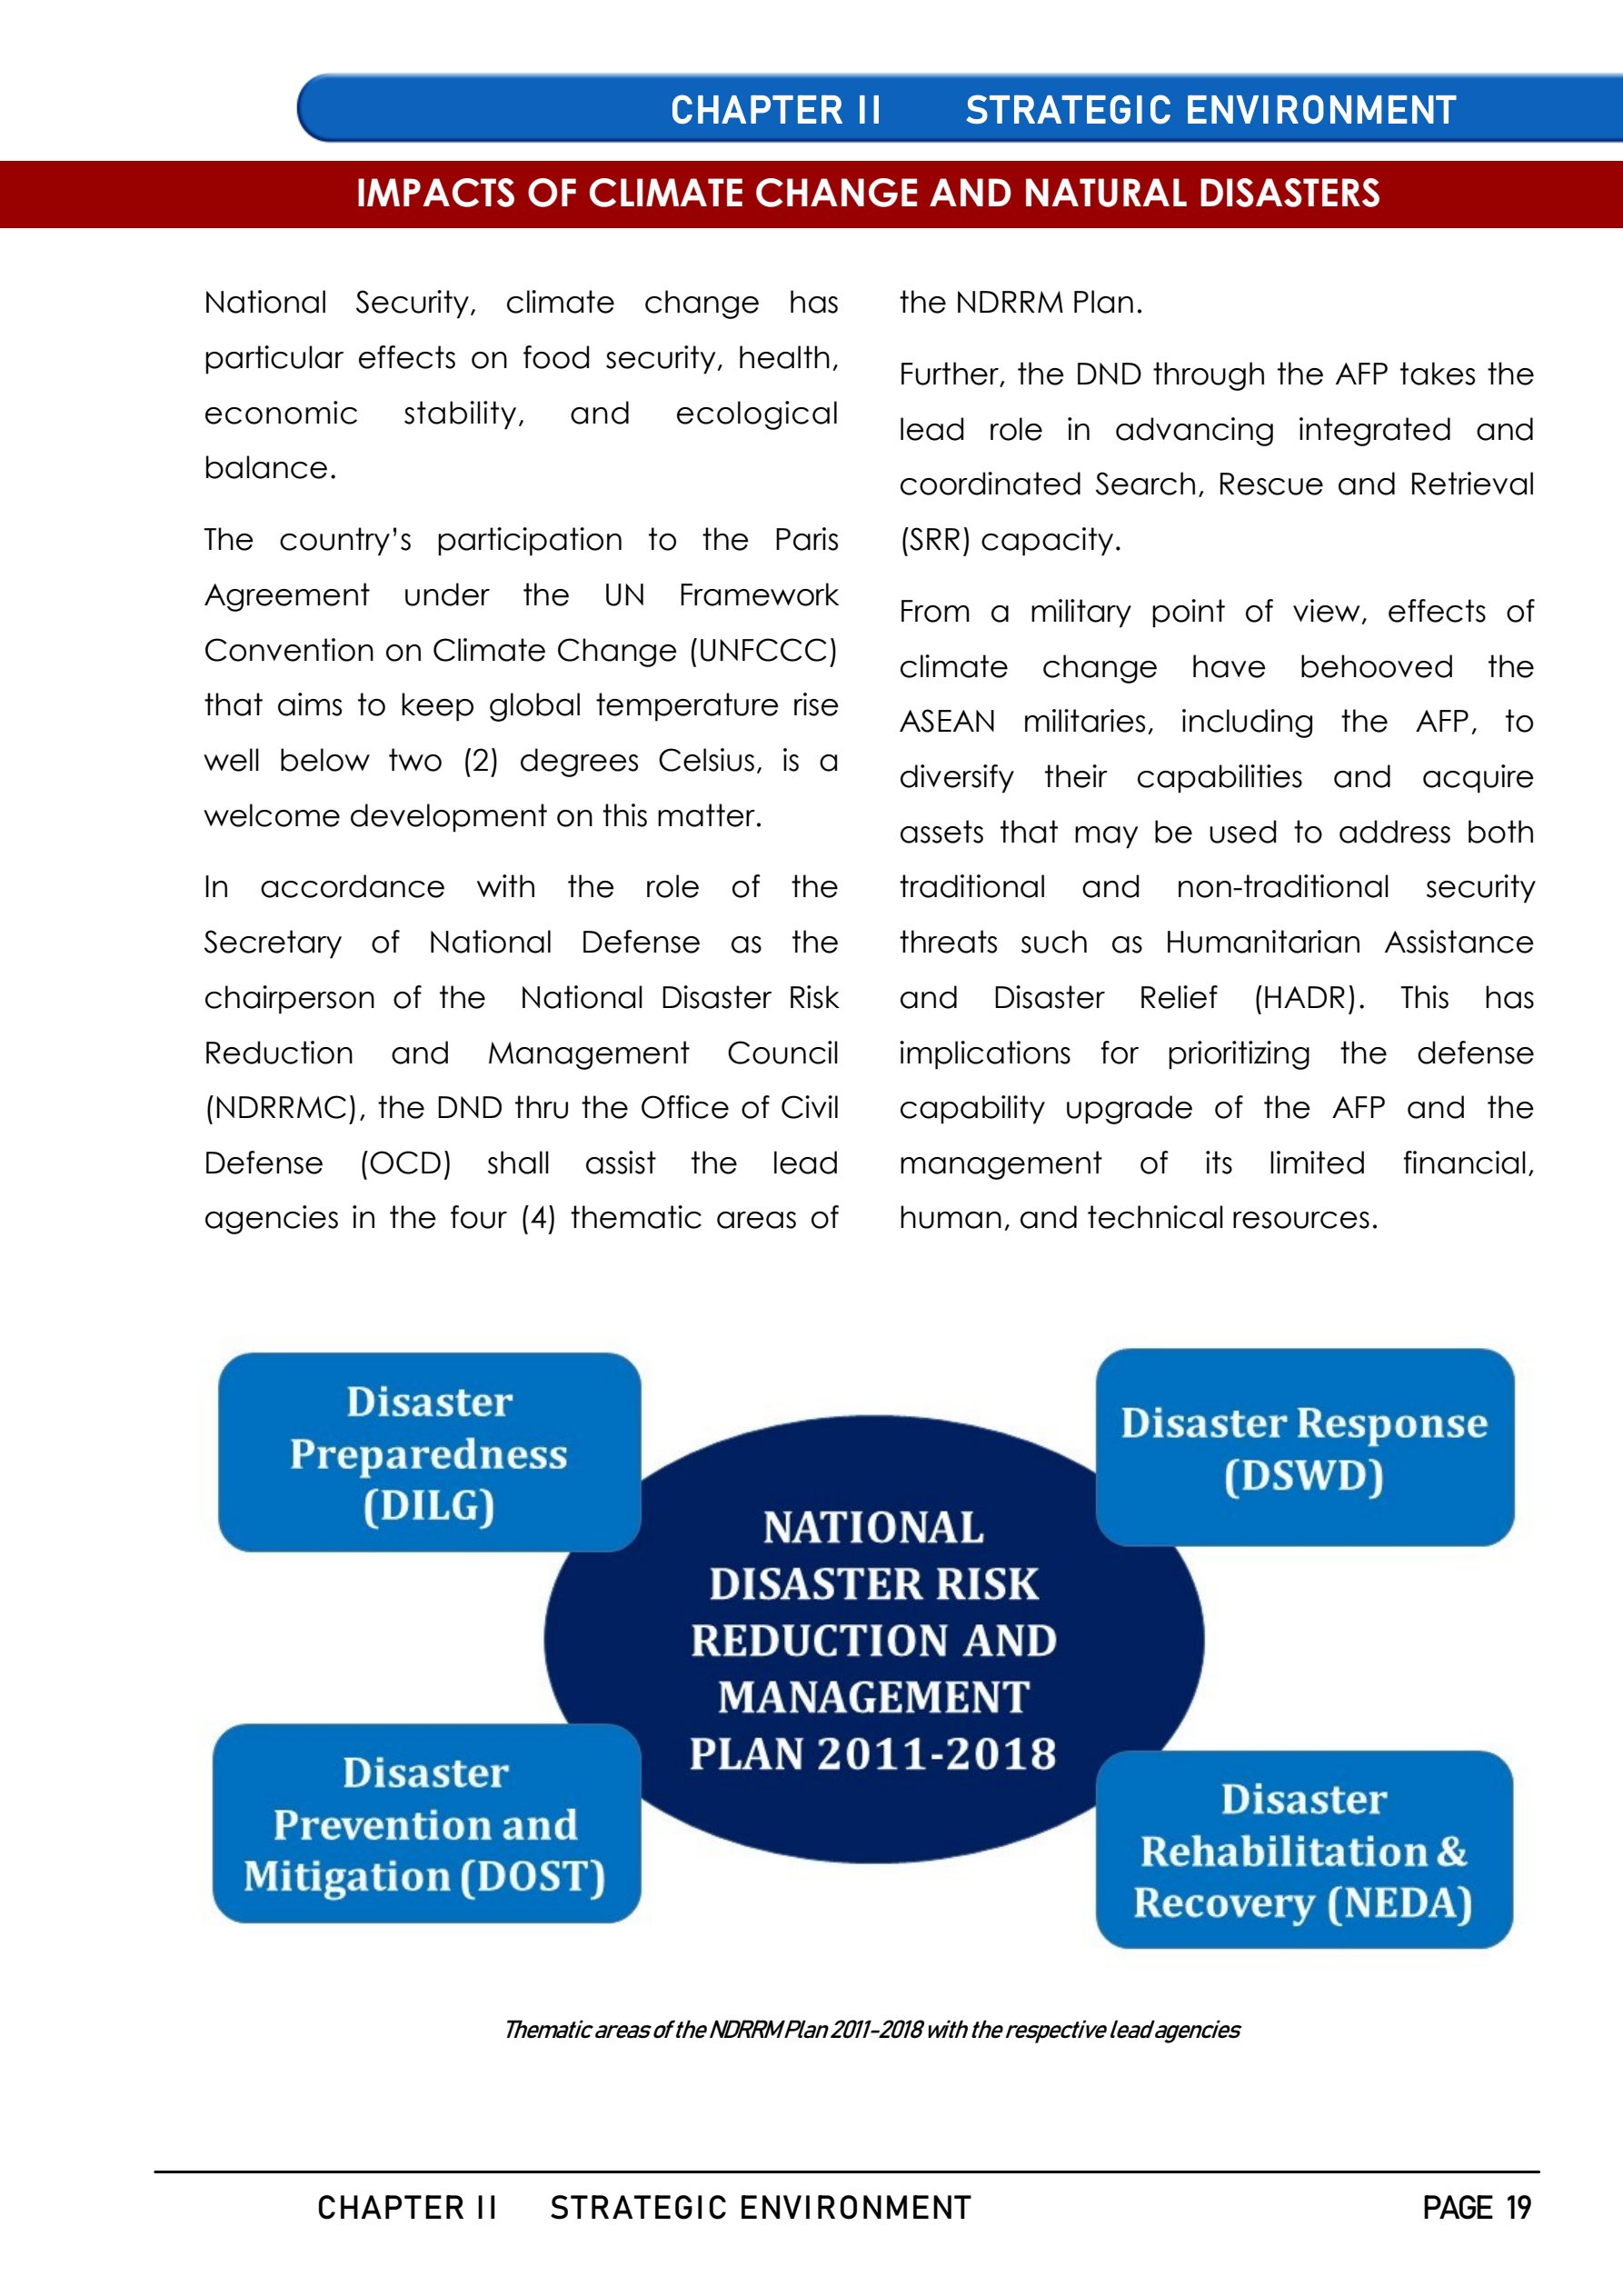 CHAPTER II STRATEGIC ENVIRONMENT
IMPACTS OF CLIMATE CHANGE AND NATURAL DISASTERS
National Security, climate change has
particular effects on food security, health,
economic stability, and ecological
balance.
The country's participation to the Paris
Agreement under the UN Framework
Convention on Climate Change (UNFCCC)
that aims to keep global temperature rise
well below two (2) degrees Celsius, is a
welcome development on this matter.
In accordance with the role of the
Secretary of National Defense as the
chairperson of the National Disaster Risk
Reduction and Management Council
(NDRRMC), the DND thru the Office of Civil
Defense (OCD) shall assist the lead
agencies in the four (4) thematic areas of
the NDRRM Plan.
Further, the DND through the AFP takes the
lead role in advancing integrated and
coordinated Search, Rescue and Retrieval
(SRR) capacity.
From a military point of view, effects of
climate change have behooved the
ASEAN militaries, including the AFP, to
diversify their capabilities and acquire
assets that may be used to address both
traditional and non-traditional security
threats such as Humanitarian Assistance
and Disaster Relief (HADR). This has
implications for prioritizing the defense
capability upgrade of the AFP and the
management of its limited financial,
human, and technical resources.
Disaster
Preparedness
(DILG)
Disaster Response
(DSWD)
NATIONAL
DISASTER RISK
REDUCTION AND
MANAGEMENT
PLAN 2011-2018
Disaster
Prevention and
Mitigation (DOST)
Disaster
Rehabilitation &
Recovery (NEDA)
Thematic areas of the NDRRM Plan 2011-2018 with the respective lead agencies
CHAPTER II STRATEGIC ENVIRONMENT PAGE 19